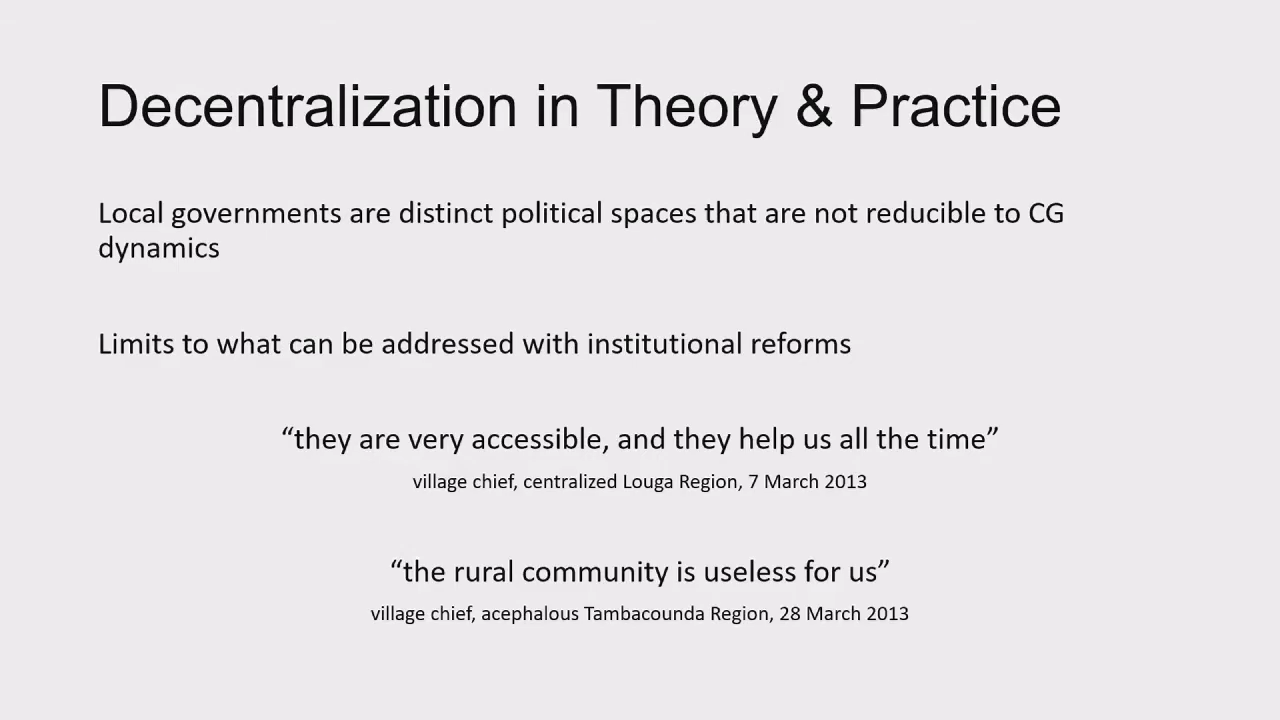 Decentralization in Theory & Practice
Local governments are distinct political spaces that are not reducible to CG
dynamics
Limits to what can be addressed with institutional reforms
“they are very accessible, and they help us all the time”
village chief, centralized Louga Region, 7 March 2013
“the rural community is useless for us”
village chief, acephalous Tambacounda Region, 28 March 2013